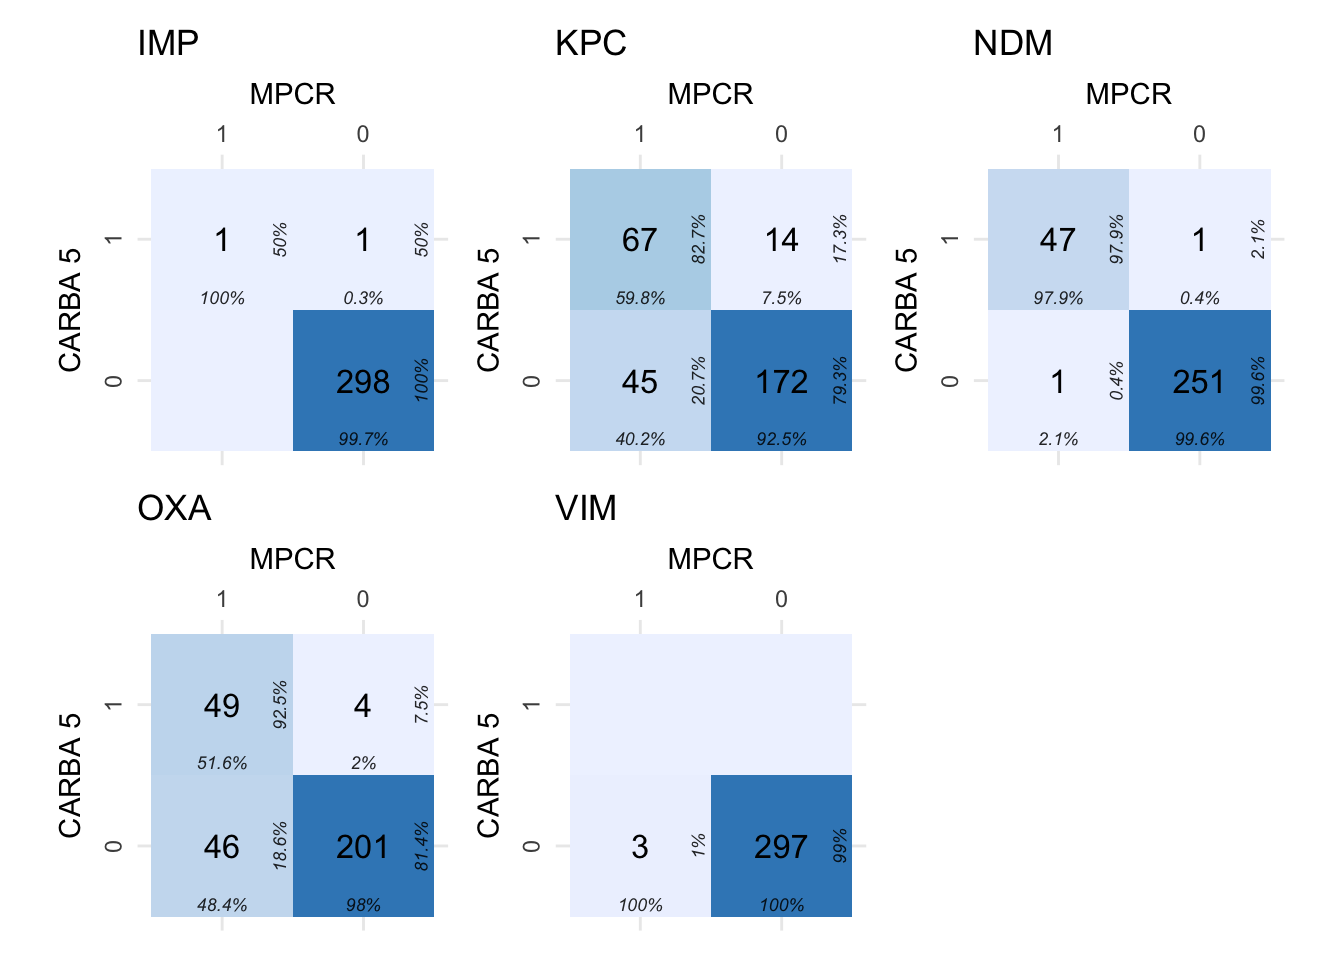 IMP
MPCR
1 0
CARBA 5
1
1 50% 1 50%
100% 0.3%
0
298 100%
99.7%
KPC
MPCR
1 0
CARBA 5
1
67 82.7% 14 17.3%
59.8% 7.5%
0
45 20.7% 172 79.3%
40.2% 92.5%
NDM
MPCR
1 0
CARBA 5
1
47 97.9% 1 2.1%
97.9% 0.4%
0
1 0.4% 251 99.6%
2.1% 99.6%
OXA
MPCR
1 0
CARBA 5
1
49 92.5% 4 7.5%
51.6% 2%
0
46 18.6% 201 81.4%
48.4% 98%
VIM
MPCR
1 0
CARBA 5
1
0
3 1% 297 99%
100% 100%